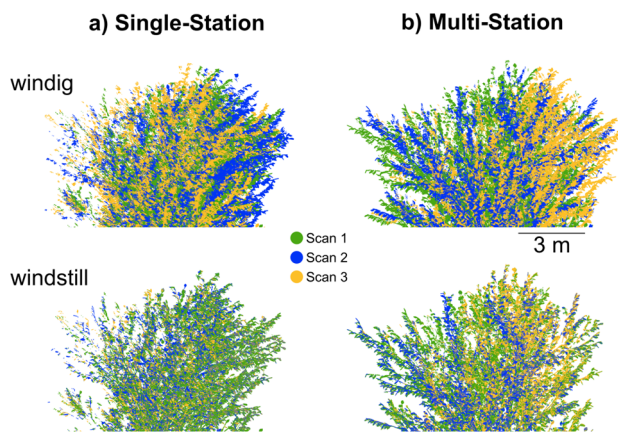 a) Single-Station
b) Multi-Station
windig
Scan 1
Scan 2
Scan 3
3 m
windstill